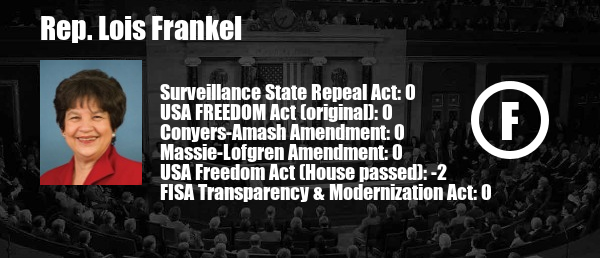 Rep. Lois Frankel
Surveillance State Repeal Act: 0
USA FREEDOM Act (original): 0
Conyers-Amash Amendment: 0
Massie-Lofgren Amendment: 0
USA Freedom Act (House passed): -2
FISA Transparency & Modernization Act: 0
F